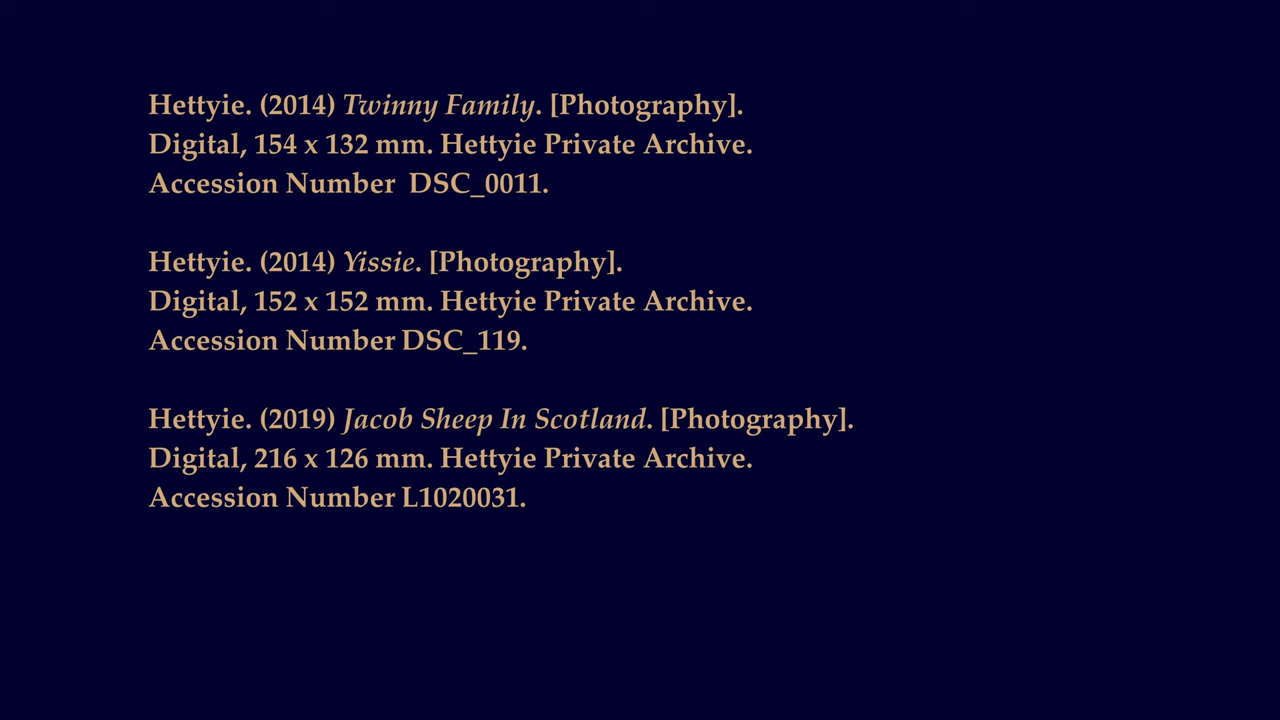 Hettyie. (2014) Twinny Family. [Photography].
Digital, 154 x 132 mm. Hettyie Private Archive.
Accession Number  DSC_0011.
Hettyie. (2014) Yissie. [Photography].
Digital, 152 x 152 mm. Hettyie Private Archive.
Accession Number DSC_119.
Hettyie. (2019) Jacob Sheep In Scotland. [Photography].
Digital, 216 x 126 mm. Hettyie Private Archive.
Accession Number L1020031.